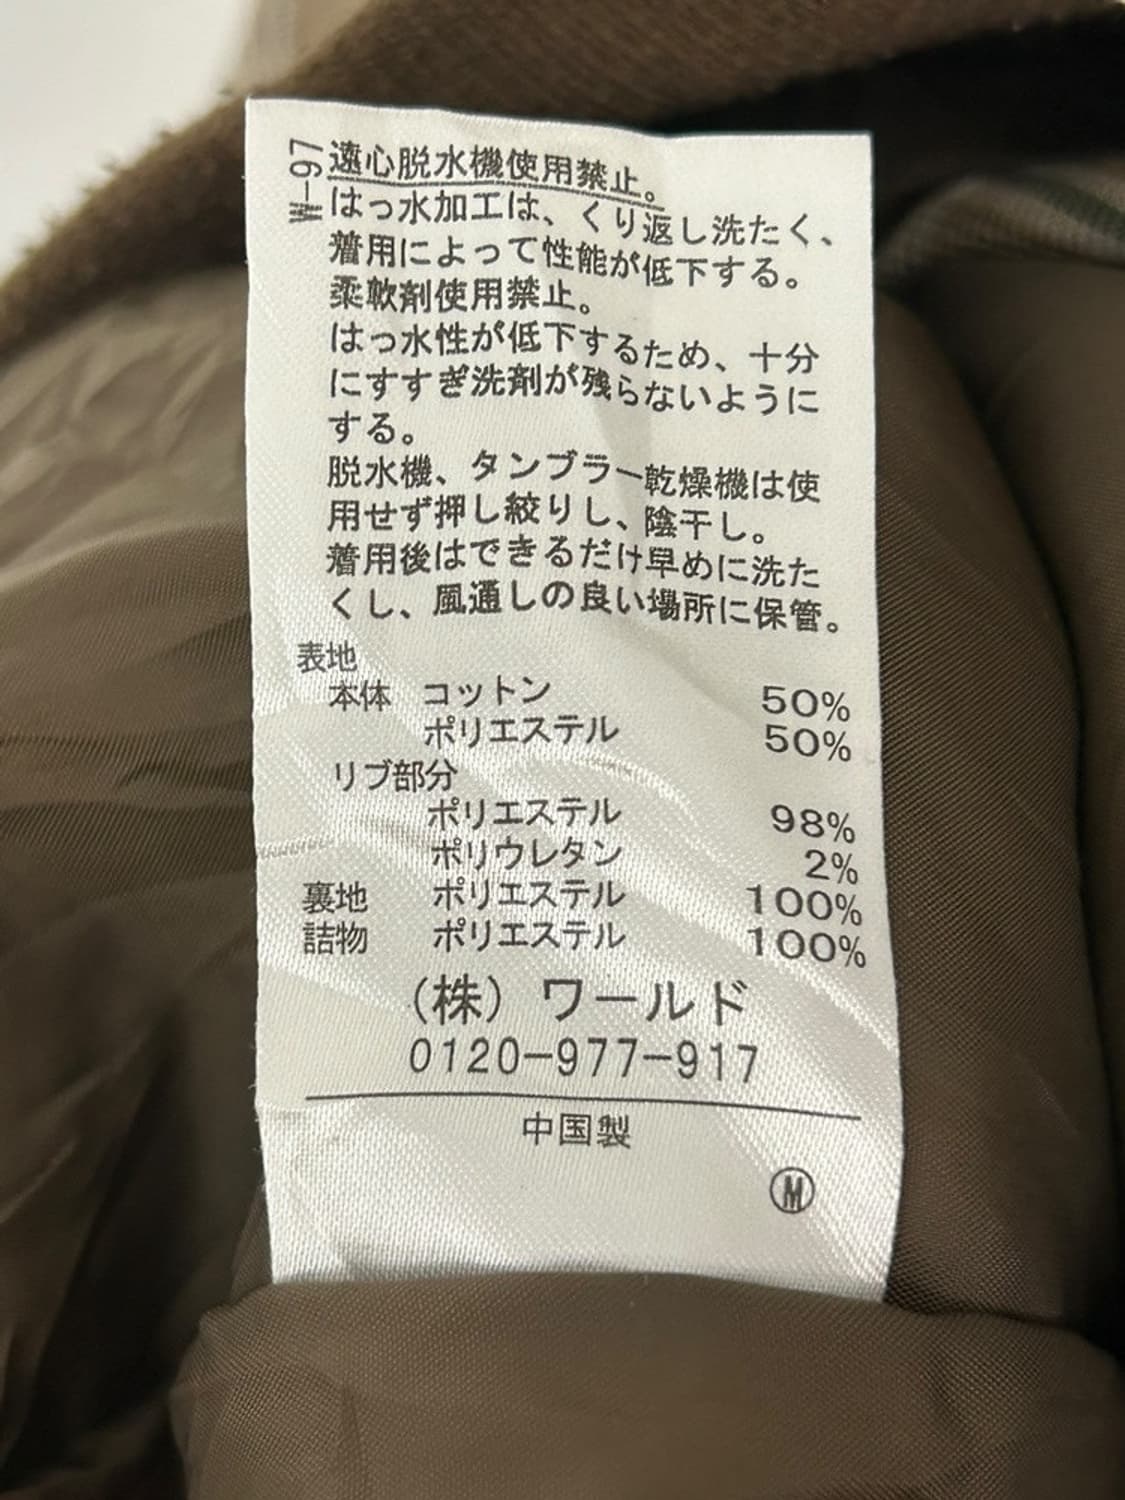 W-97
遠心脱水機使用禁止。
はっ水加工は、くり返し洗たく、
着用によって性能が低下する。
柔軟剤使用禁止。
はっ水性が低下するため、十分
にすすぎ洗剤が残らないように
する。
脱水機、タンブラー乾燥機は使
用せず押し絞りし、陰干し。
着用後はできるだけ早めに洗た
くし、風通しの良い場所に保管。
表地
本体 コットン 50%
ポリエステル 50%
リブ部分
ポリエステル 98%
ポリウレタン 2%
裏地 ポリエステル 100%
詰物 ポリエステル 100%
(株) ワールド
0120-977-917
中国製
Ⓜ